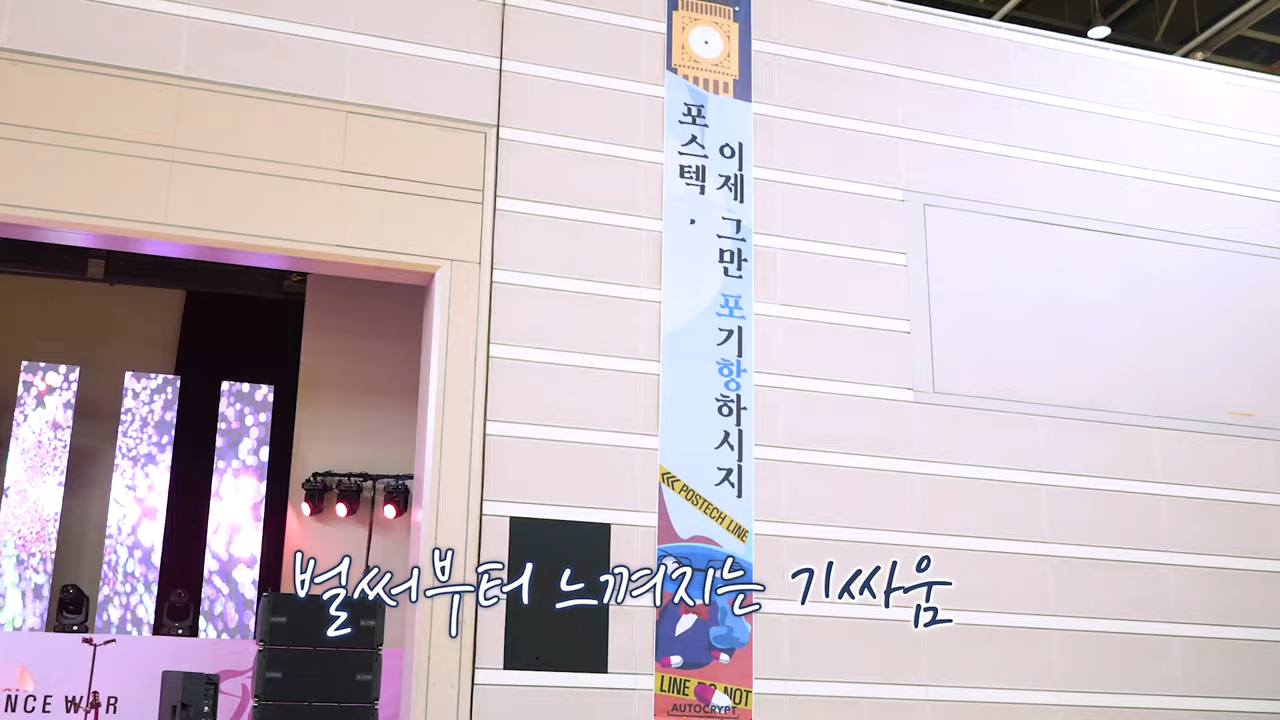 포스텍,
이제 그만 포기항하시지
POSTECH LINE
벌써부터 느껴지는 기싸움
LINE DO NOT
AUTOCRYPT
NCE WAR